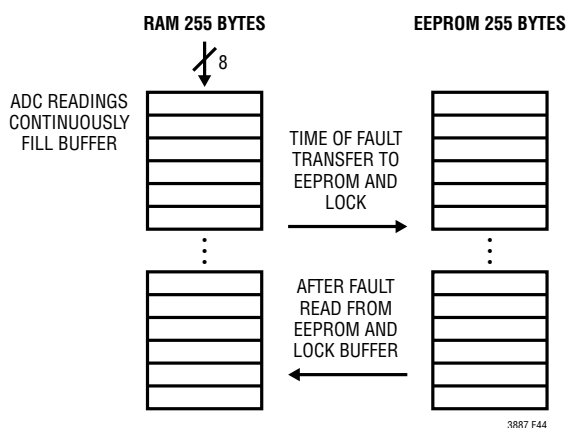 RAM 255 BYTES
EEPROM 255 BYTES
8
ADC READINGS
CONTINUOUSLY
FILL BUFFER
TIME OF FAULT
TRANSFER TO
EEPROM AND
LOCK
AFTER FAULT
READ FROM
EEPROM AND
LOCK BUFFER
3887 F44